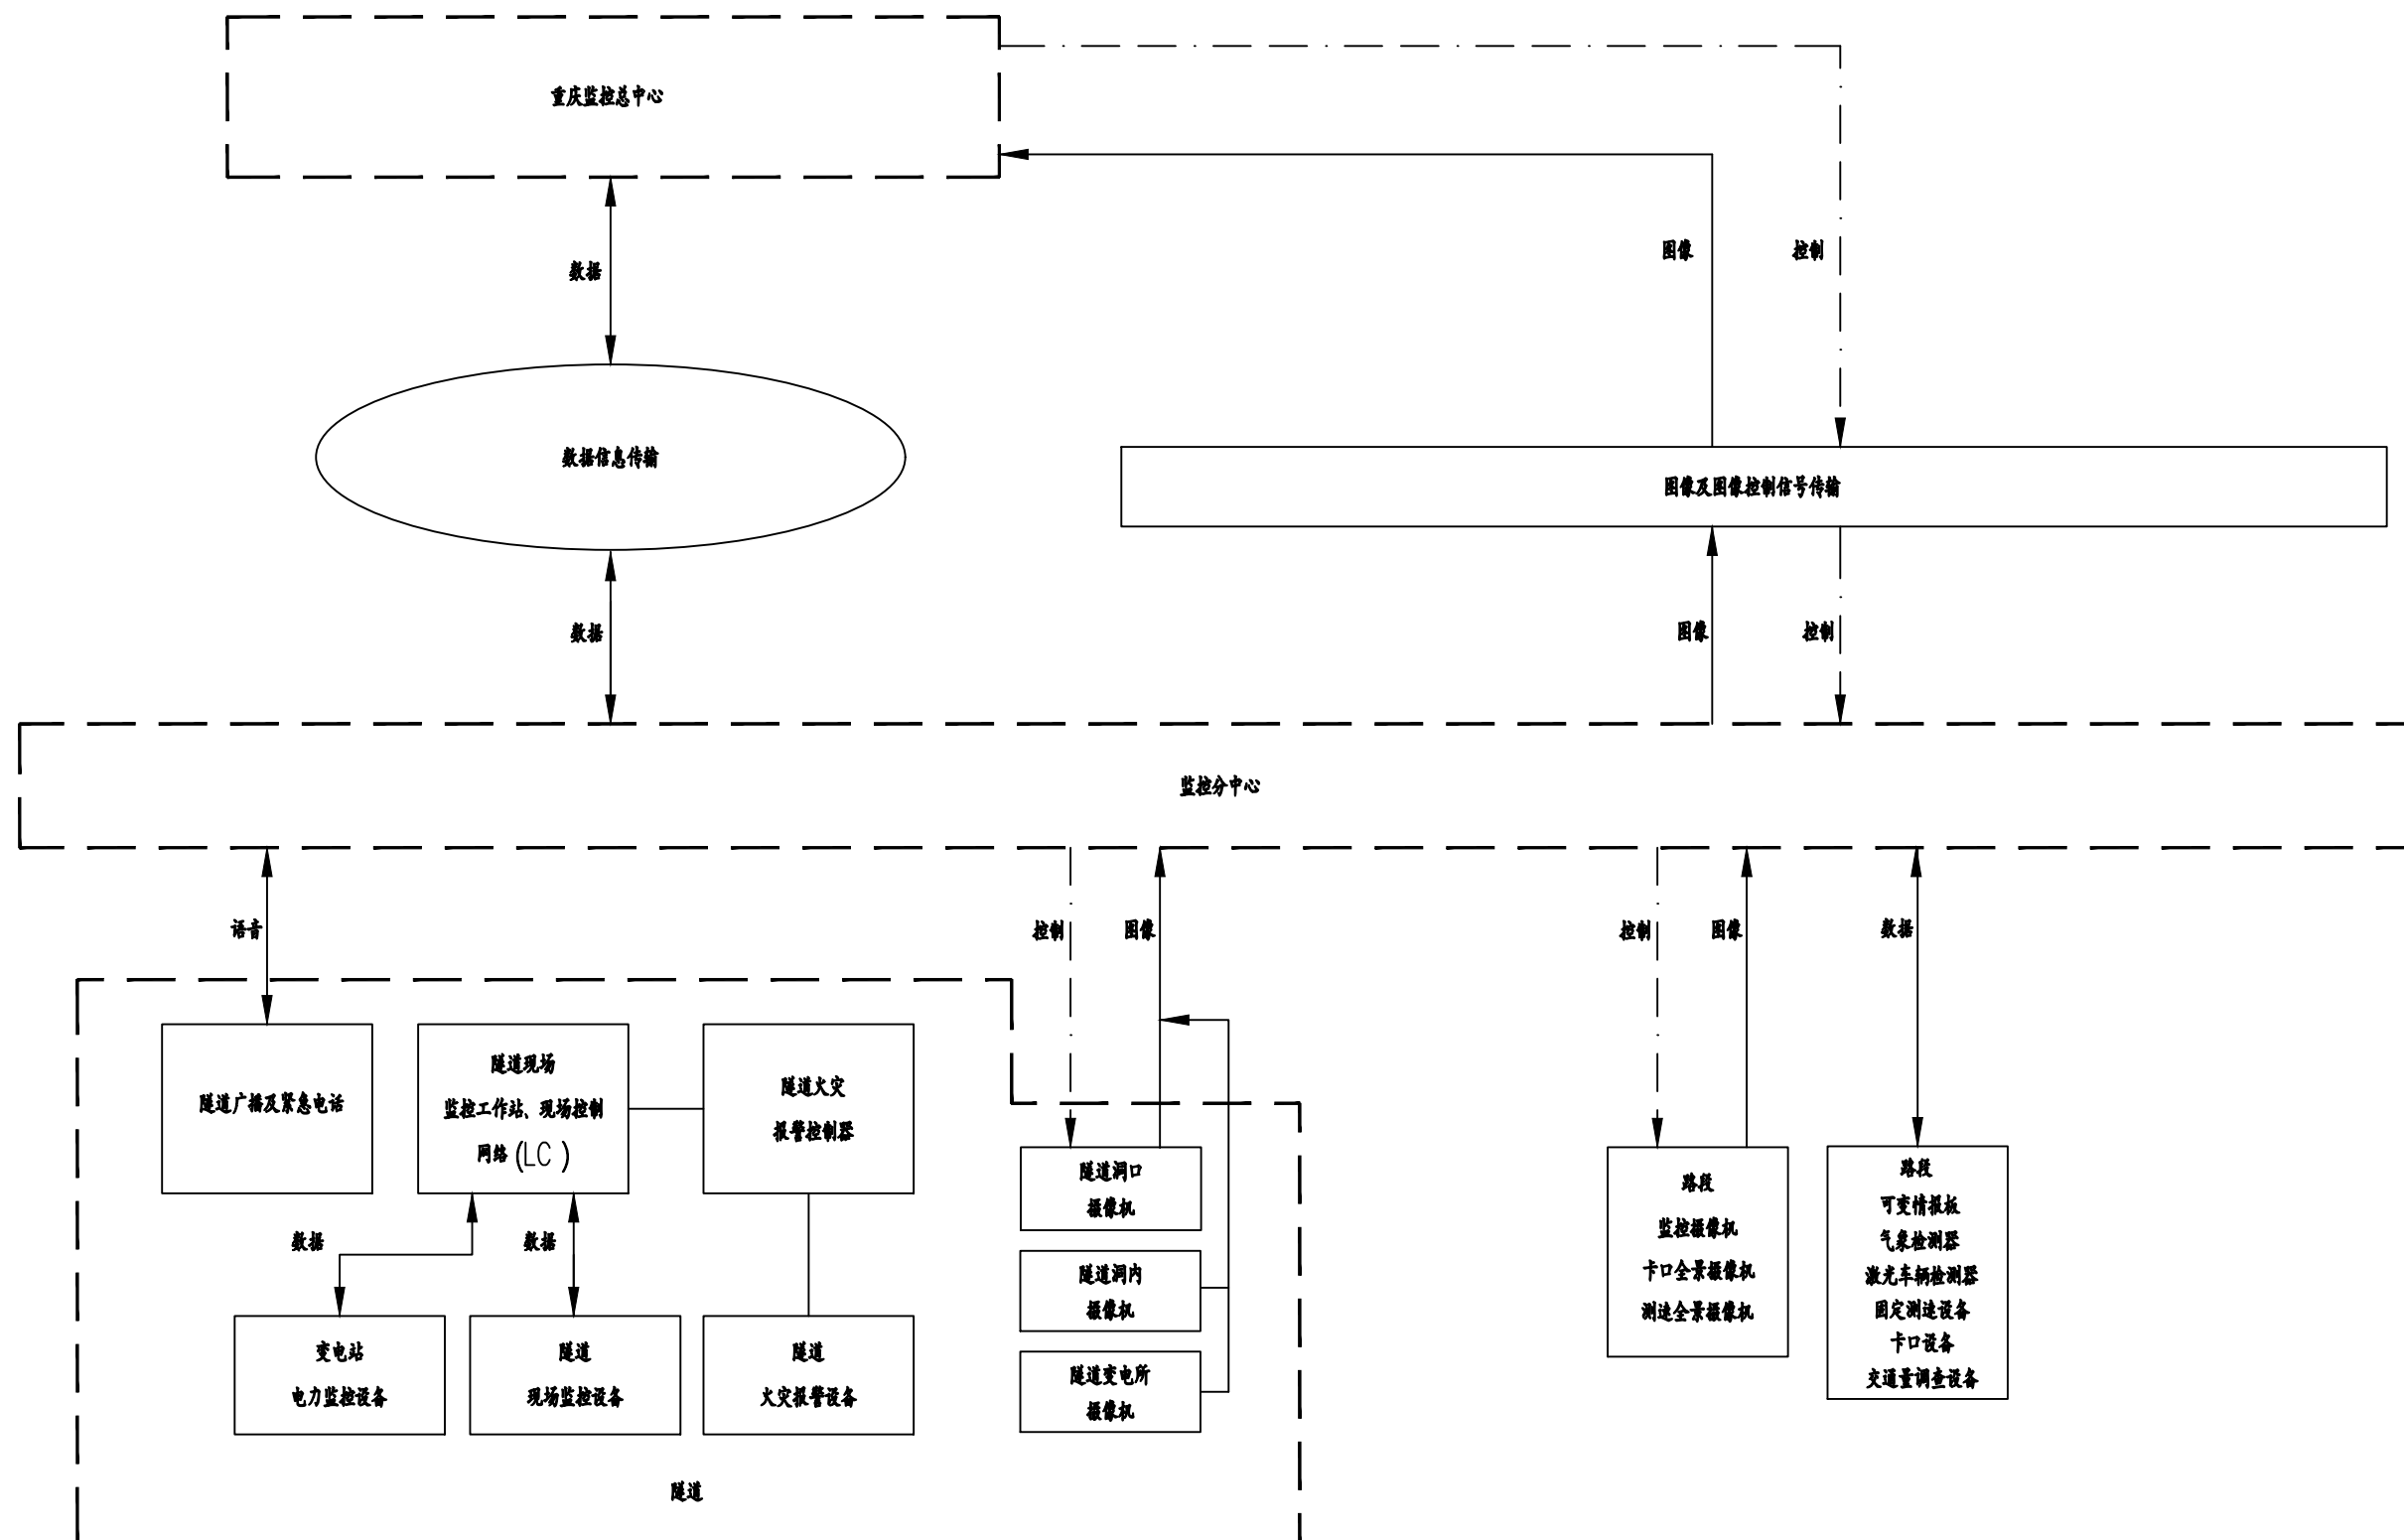 重庆监控总中心
数据
图像
控制
数据信息传输
图像及图像控制信号传输
数据
图像
控制
监控分中心
语音
控制
图像
控制
图像
数据
隧道广播及紧急电话
隧道现场
监控工作站、现场控制
网络(LC )
隧道火灾
报警控制器
隧道洞口
摄像机
隧道洞内
摄像机
隧道变电所
摄像机
路段
监控摄像机
卡口全景摄像机
测速全景摄像机
路段
可变情报板
气象检测器
激光车辆检测器
固定测速设备
卡口设备
交通量调查设备
数据
数据
变电站
电力监控设备
隧道
现场监控设备
隧道
火灾报警设备
隧道